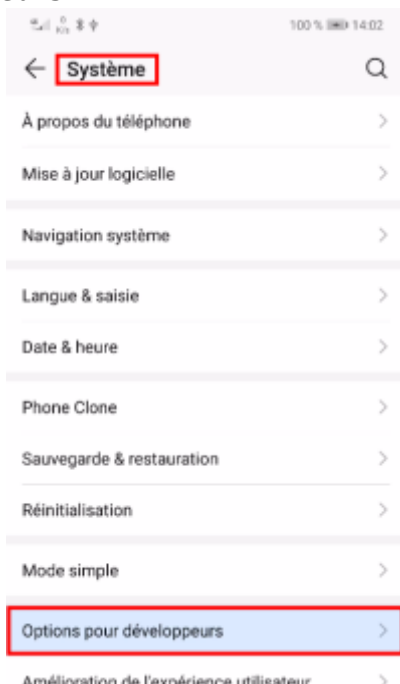 100 % 14:02
Système
À propos du téléphone
Mise à jour logicielle
Navigation système
Langue & saisie
Date & heure
Phone Clone
Sauvegarde & restauration
Réinitialisation
Mode simple
Options pour développeurs
Amélioration de l'expérience utilisateur